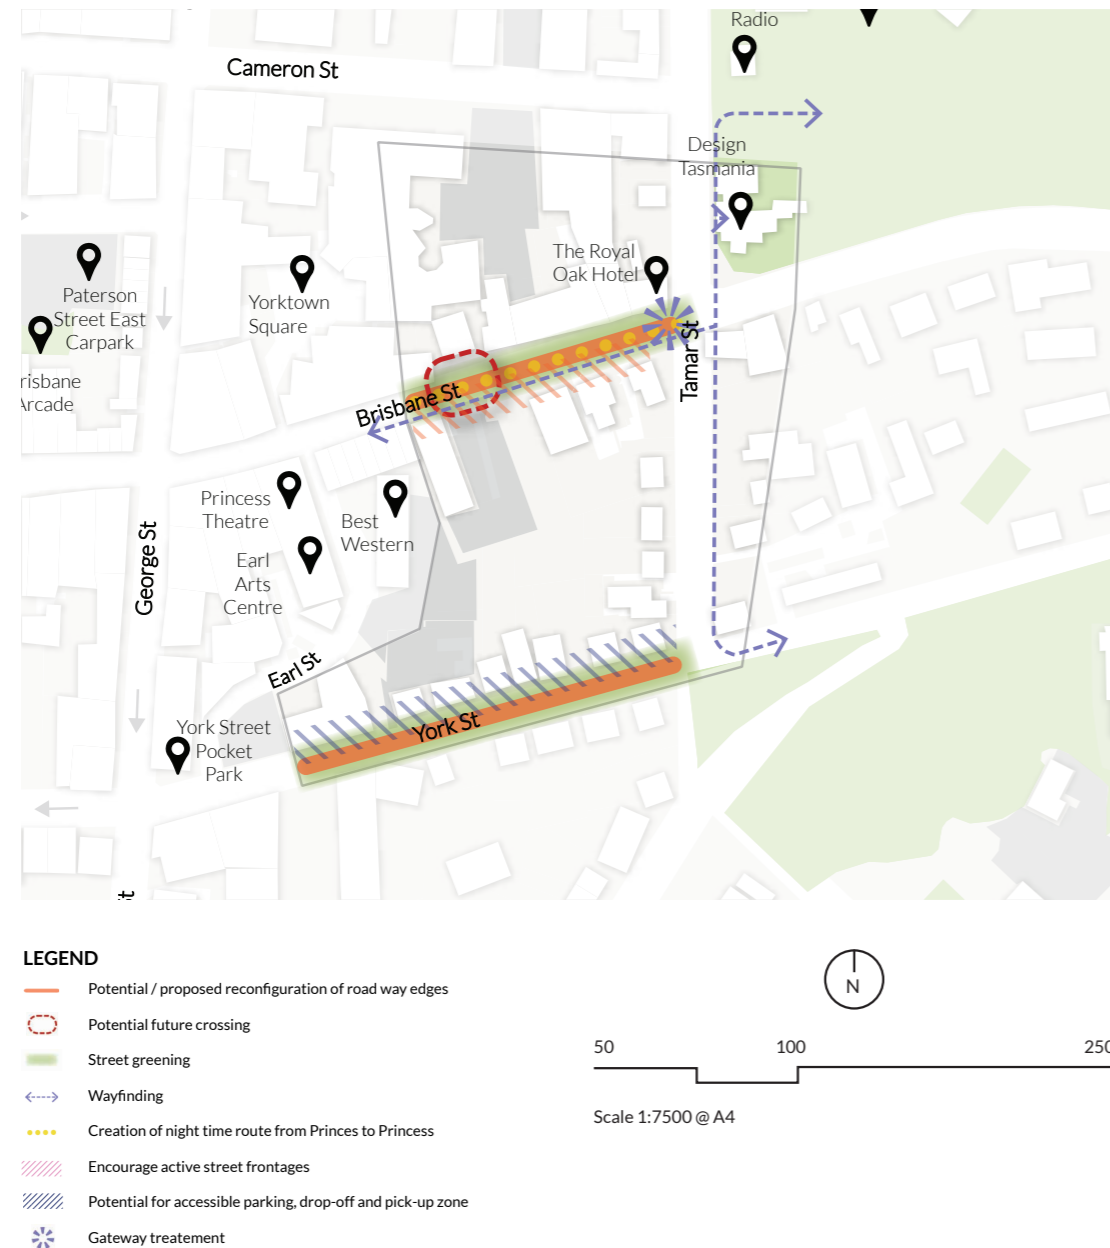 Radio
Cameron St
Design
Tasmania
The Royal
Oak Hotel
Paterson
Street East
Carpark
Yorktown
Square
risbane
Arcade
Tamar St
Brisbane St
Princess
Theatre
Best
Western
Earl
Arts
Centre
George St
Earl St
York Street
Pocket
Park
York St
LEGEND
Potential / proposed reconfiguration of road way edges
Potential future crossing
Street greening
Wayfinding
Creation of night time route from Princes to Princess
Encourage active street frontages
Potential for accessible parking, drop-off and pick-up zone
Gateway treatement
N
50 100 250
Scale 1:7500 @ A4